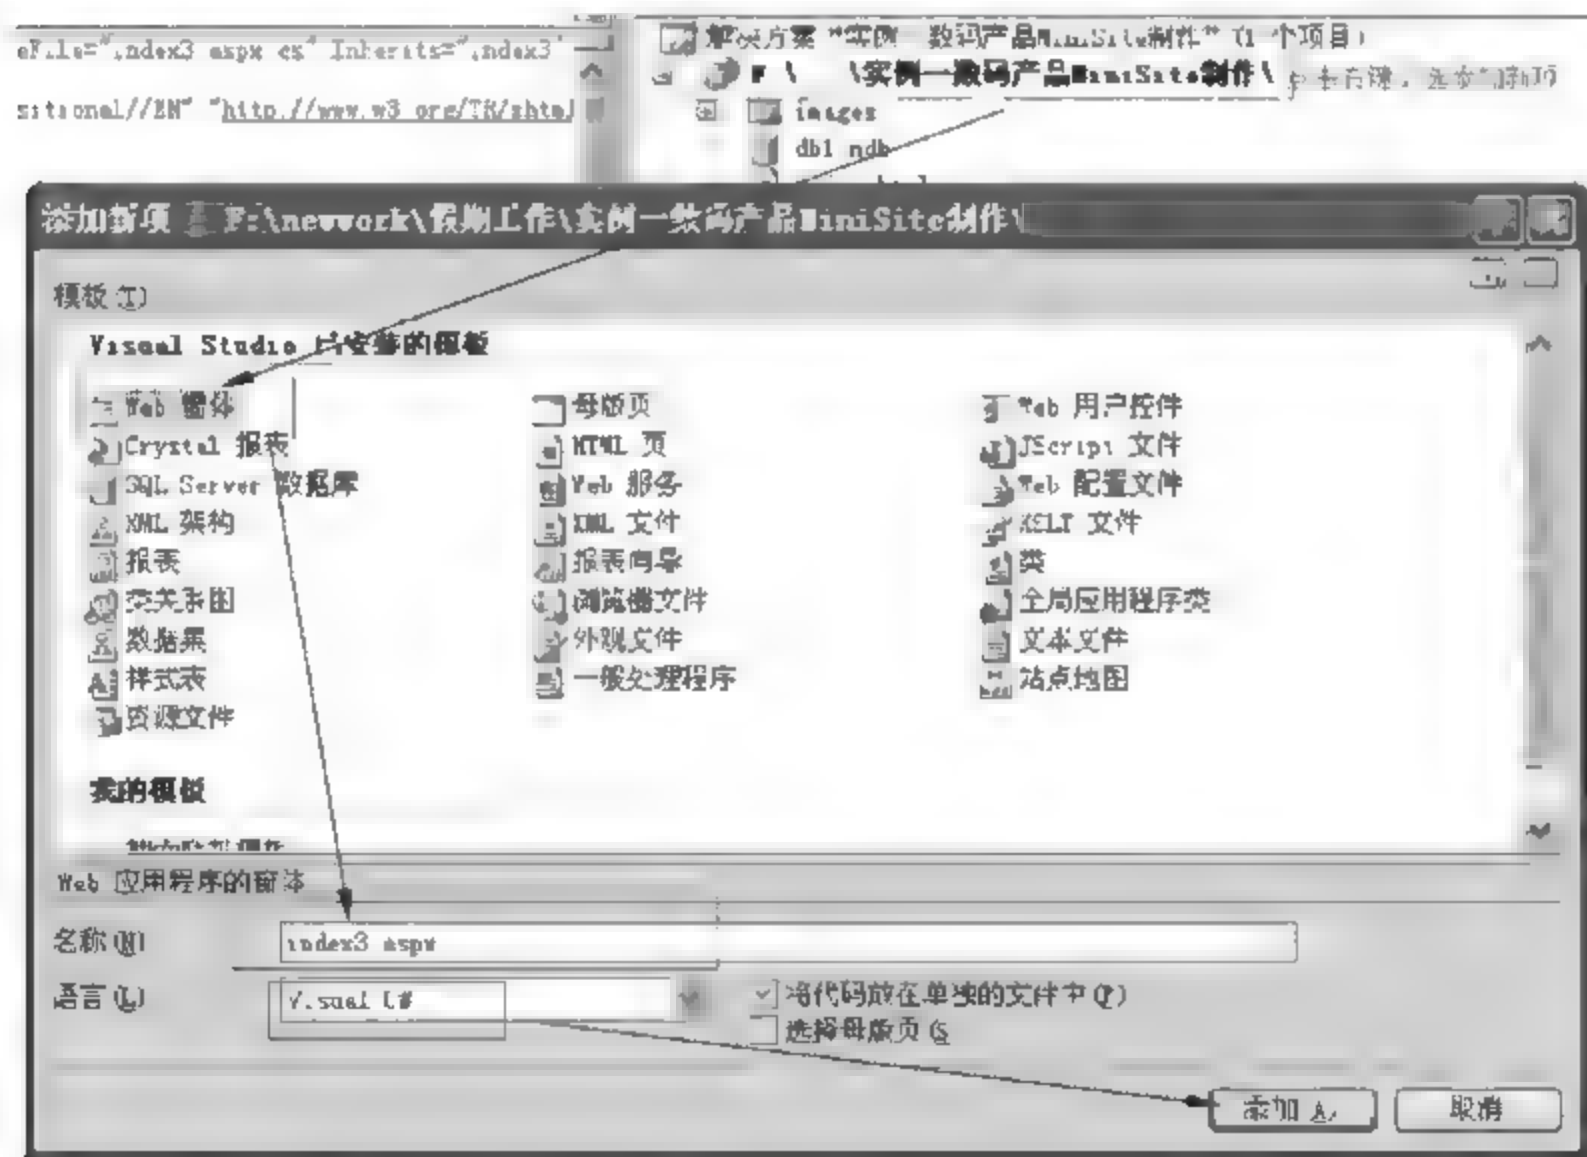 eFile="index3 aspx cs" Inherits="index3"
sitional//EN" "http://www.w3 org/TR/xhtml
解决方案 "实例一数码产品MiniSite制作" (1 个项目)
F \ \实例一数码产品MiniSite制作\
击右键，选添加新项
images
db1 mdb
添加新项 - F:\newwork\假期工作\实例一数码产品MiniSite制作\
模板(T)
Visual Studio 已安装的模板
Web 窗体 母版页 Web 用户控件
Crystal 报表 HTML 页 JScript 文件
SQL Server 数据库 Web 服务 Web 配置文件
XML 架构 XML 文件 XSLT 文件
报表 报表向导 类
类关系图 浏览器文件 全局应用程序类
数据集 外观文件 文本文件
样式表 一般处理程序 站点地图
资源文件
我的模板
Web 应用程序的窗体
名称(N) index3 aspx
语言(L) Visual C# 将代码放在单独的文件中(P)
选择母版页(S
添加(A) 取消